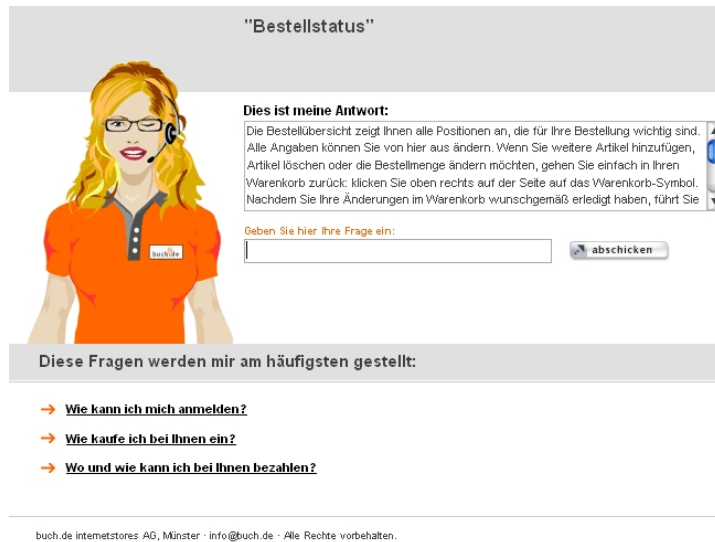 "Bestellstatus"
Dies ist meine Antwort:
Die Bestellübersicht zeigt Ihnen alle Positionen an, die für Ihre Bestellung wichtig sind.
Alle Angaben können Sie von hier aus ändern. Wenn Sie weitere Artikel hinzufügen,
Artikel löschen oder die Bestellmenge ändern möchten, gehen Sie einfach in Ihren
Warenkorb zurück: klicken Sie oben rechts auf der Seite auf das Warenkorb-Symbol.
Nachdem Sie Ihre Änderungen im Warenkorb wunschgemäß erledigt haben, führt Sie
Geben Sie hier Ihre Frage ein:
abschicken
buch.de
Diese Fragen werden mir am häufigsten gestellt:
Wie kann ich mich anmelden?
Wie kaufe ich bei Ihnen ein?
Wo und wie kann ich bei Ihnen bezahlen?
buch.de internetstores AG, Münster · info@buch.de · Alle Rechte vorbehalten.